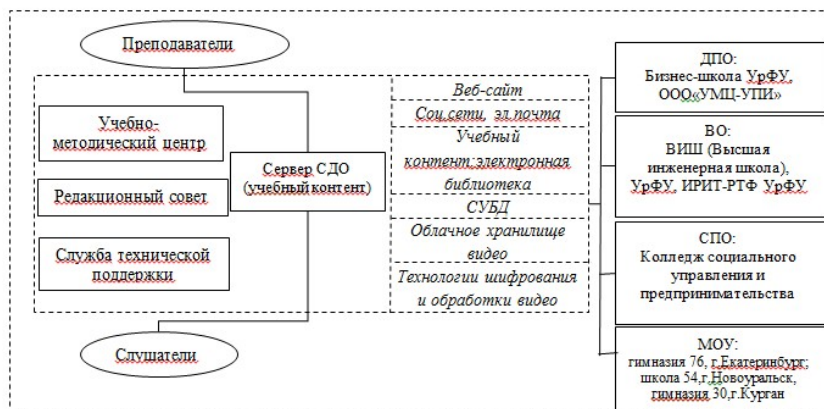 Преподаватели
Учебно-
методический центр
Редакционный совет
Служба технической
поддержки
Сервер СДО
(учебный контент)
Слушатели
Веб-сайт
Соц.сети, эл.почта
Учебный
контент:электронная
библиотека
СУБД
Облачное хранилище
видео
Технологии шифрования
и обработки видео
ДПО:
Бизнес-школа УрФУ,
ООО«УМЦ-УПИ»
ВО:
ВИШ (Высшая
инженерная школа),
УрФУ, ИРИТ-РТФ УрФУ
СПО:
Колледж социального
управления и
предпринимательства
МОУ:
гимназия 76, г.Екатеринбург;
школа 54,г.Новоуральск,
гимназия 30,г.Курган